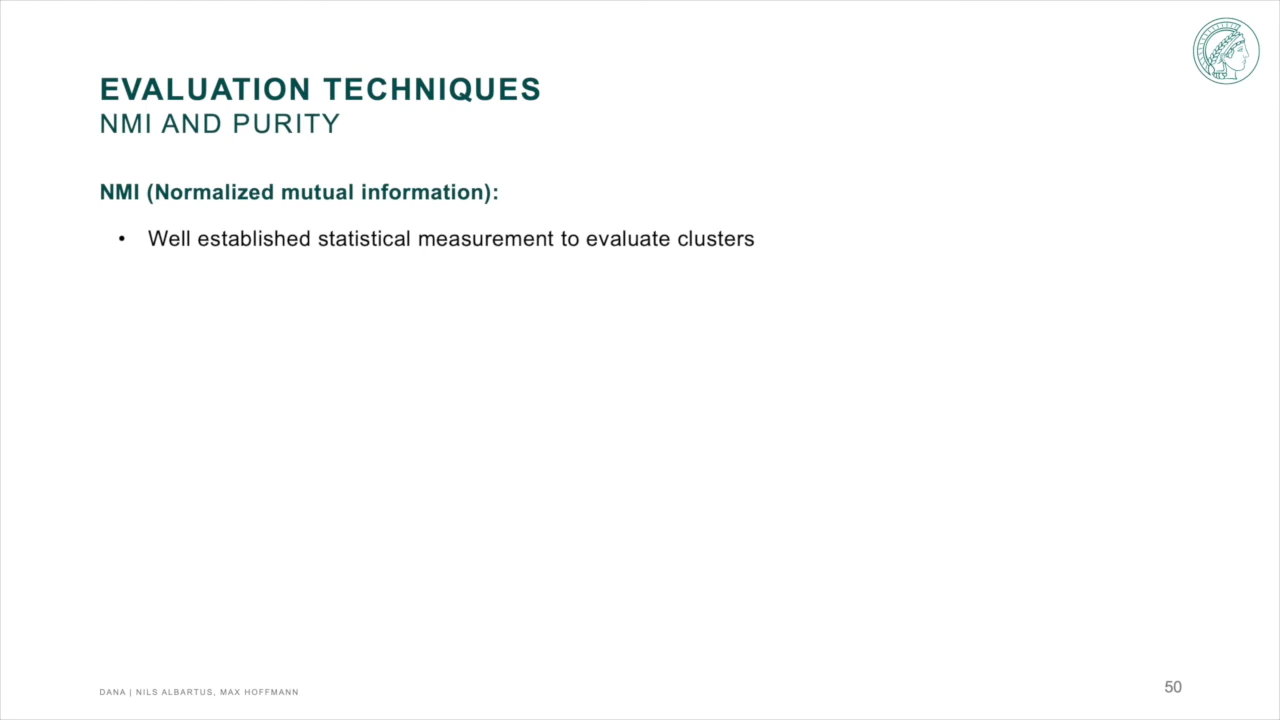 EVALUATION TECHNIQUES
NMI AND PURITY
NMI (Normalized mutual information):
• Well established statistical measurement to evaluate clusters
DANA | NILS ALBARTUS, MAX HOFFMANN
50